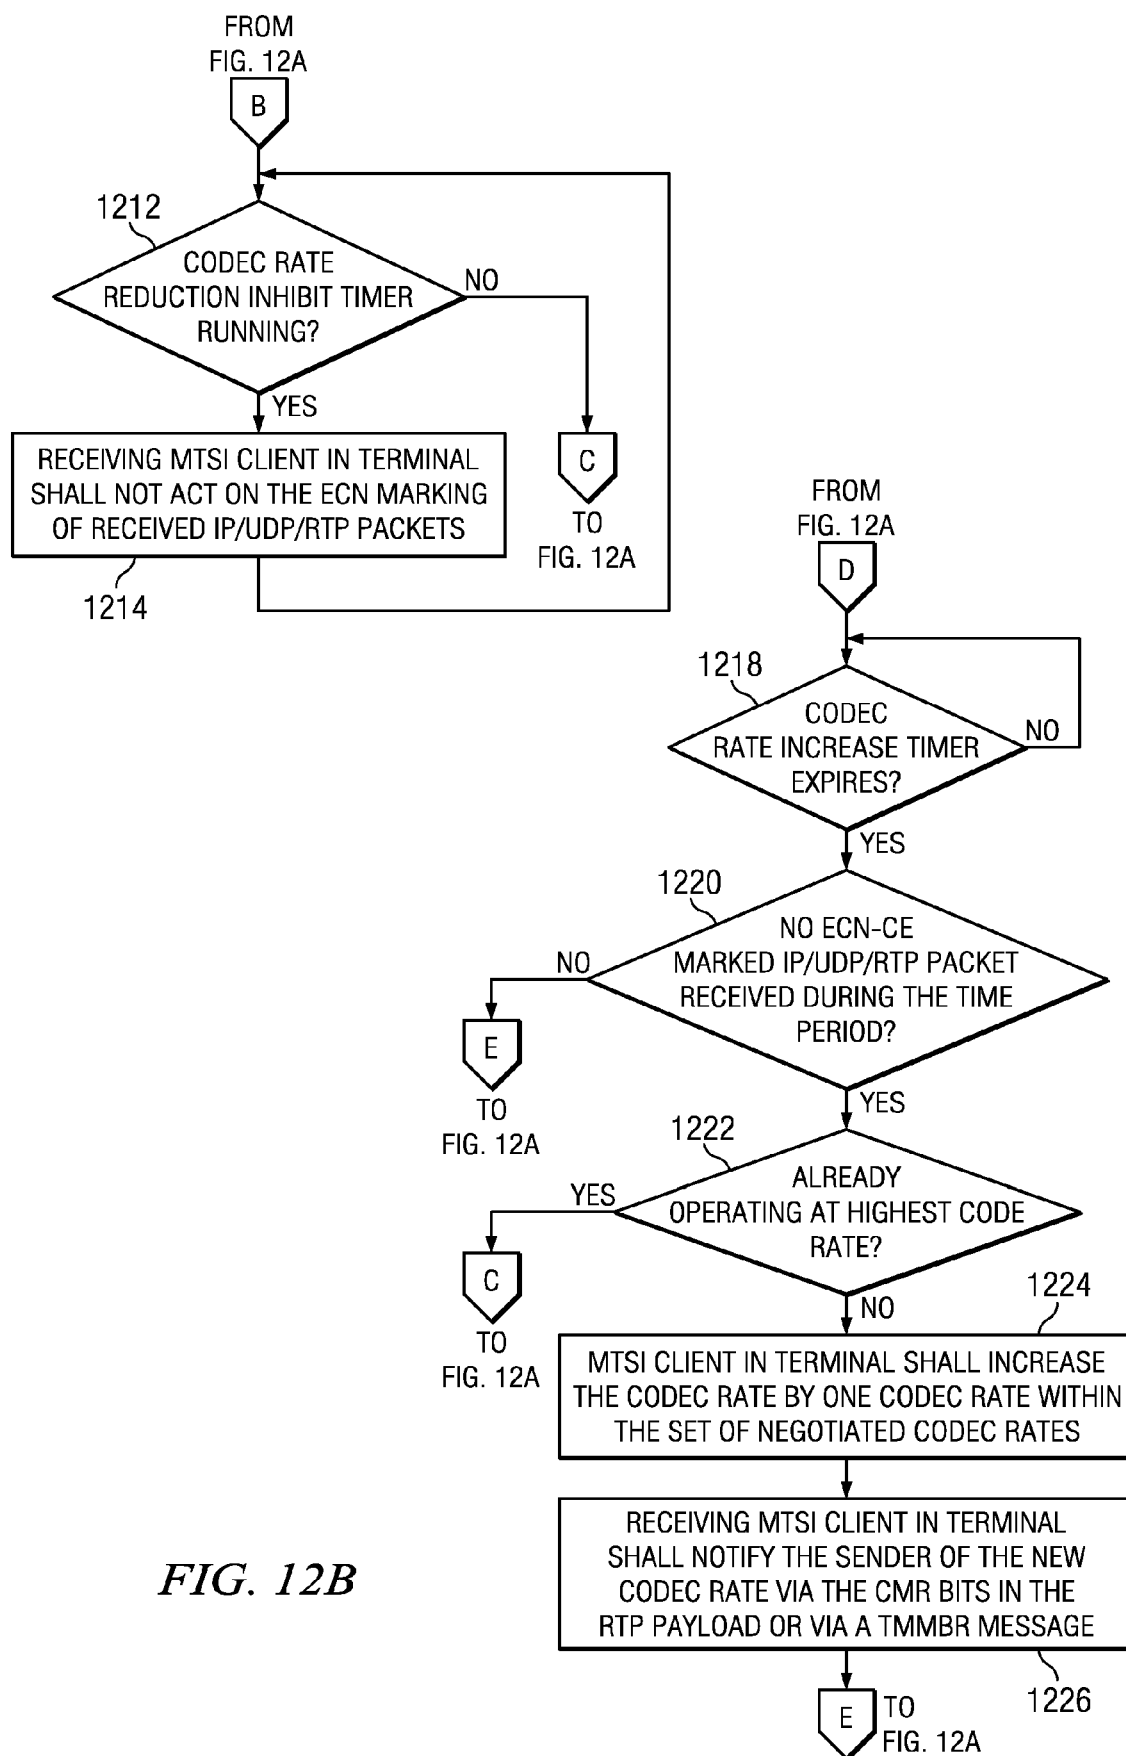 FROM
FIG. 12A
B
1212
CODEC RATE
REDUCTION INHIBIT TIMER
RUNNING?
NO
YES
RECEIVING MTSI CLIENT IN TERMINAL
SHALL NOT ACT ON THE ECN MARKING
OF RECEIVED IP/UDP/RTP PACKETS
1214
C
TO
FIG. 12A
FROM
FIG. 12A
D
1218
CODEC
RATE INCREASE TIMER
EXPIRES?
NO
YES
1220
NO ECN-CE
MARKED IP/UDP/RTP PACKET
RECEIVED DURING THE TIME
PERIOD?
NO
E
TO
FIG. 12A
YES
1222
ALREADY
OPERATING AT HIGHEST CODE
RATE?
YES
C
TO
FIG. 12A
NO
1224
MTSI CLIENT IN TERMINAL SHALL INCREASE
THE CODEC RATE BY ONE CODEC RATE WITHIN
THE SET OF NEGOTIATED CODEC RATES
RECEIVING MTSI CLIENT IN TERMINAL
SHALL NOTIFY THE SENDER OF THE NEW
CODEC RATE VIA THE CMR BITS IN THE
RTP PAYLOAD OR VIA A TMMBR MESSAGE
1226
E
TO
FIG. 12A
FIG. 12B